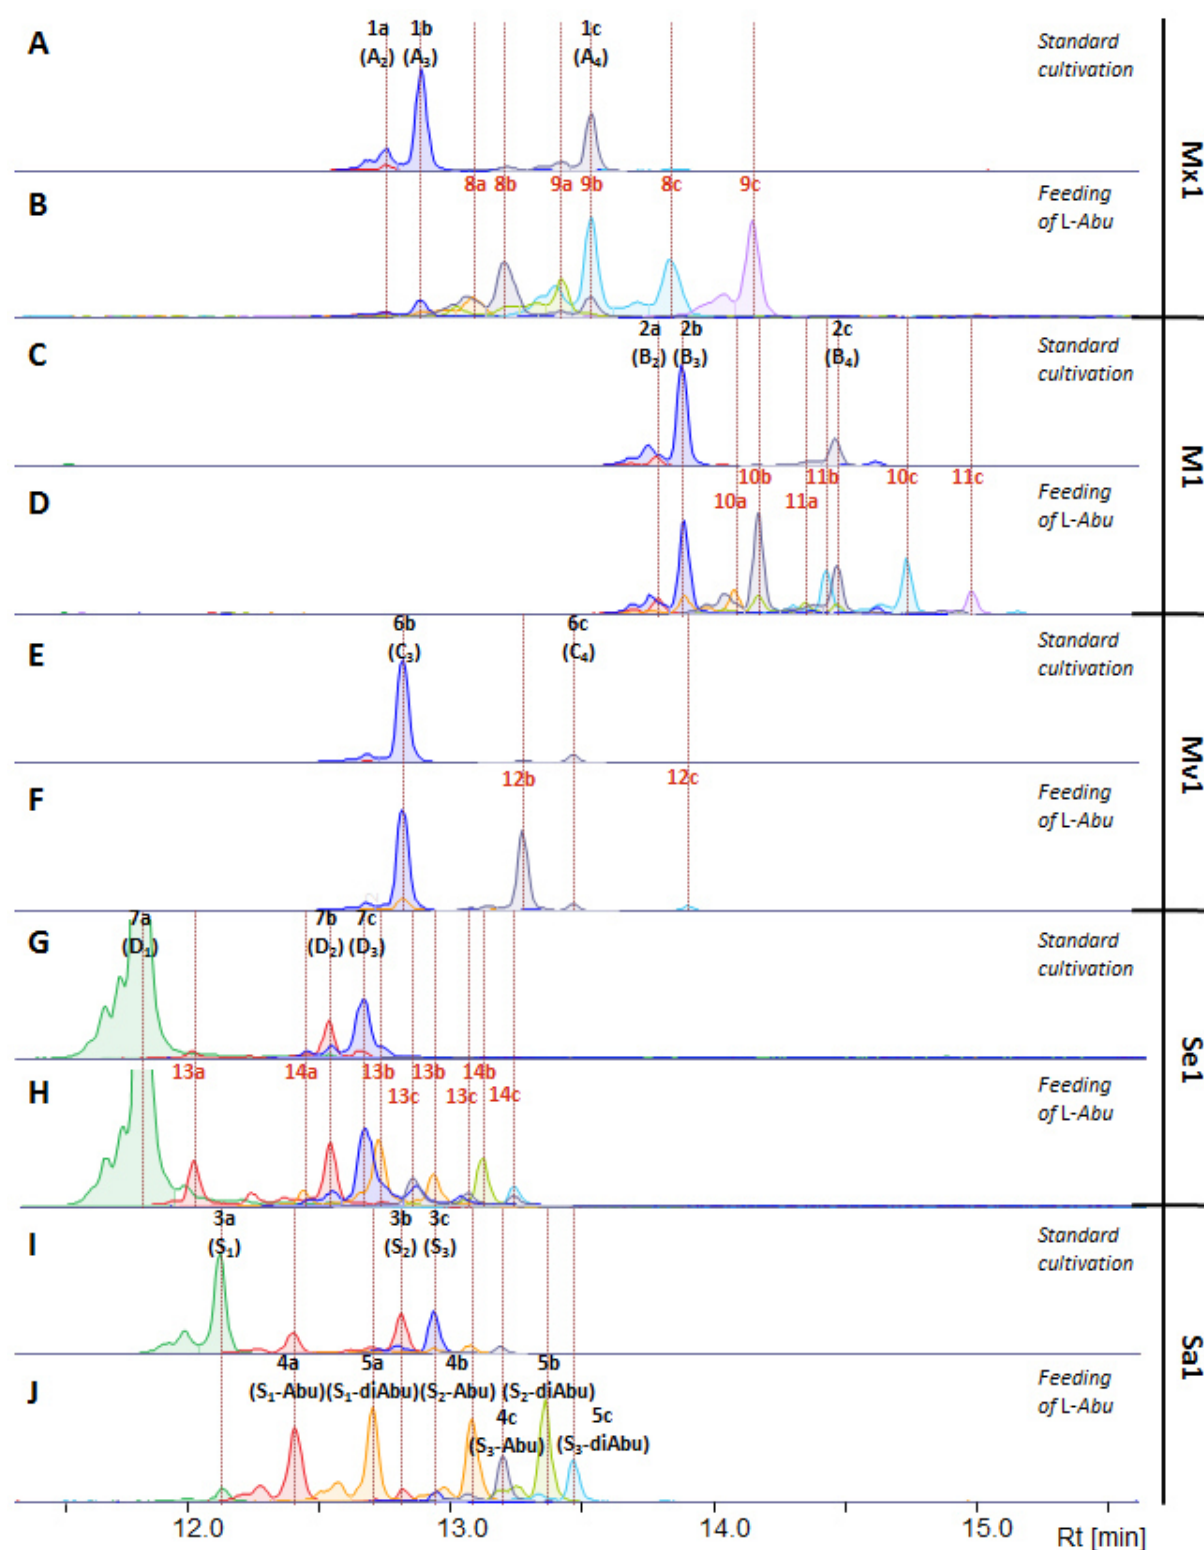 A
1a
1b
1c
(A₂)
(A₃)
(A₄)
Standard
cultivation
Mx1
B
8a
8b
9a
9b
8c
9c
Feeding
of L-Abu
C
2a
2b
2c
(B₂)
(B₃)
(B₄)
Standard
cultivation
M1
D
10b
11b
10c
11c
10a
11a
Feeding
of L-Abu
E
6b
6c
(C₃)
(C₄)
Standard
cultivation
Mv1
F
12b
12c
Feeding
of L-Abu
G
7a
7b
7c
(D₁)
(D₂)
(D₃)
Standard
cultivation
Se1
H
13a
14a
13b
13b
14b
13c
13c
14c
Feeding
of L-Abu
I
3a
3b
3c
(S₁)
(S₂)
(S₃)
Standard
cultivation
Sa1
J
4a
5a
4b
5b
(S₁-Abu)
(S₁-diAbu)
(S₂-Abu)
(S₂-diAbu)
4c
5c
(S₃-Abu)
(S₃-diAbu)
Feeding
of L-Abu
12.0
13.0
14.0
15.0
Rt [min]